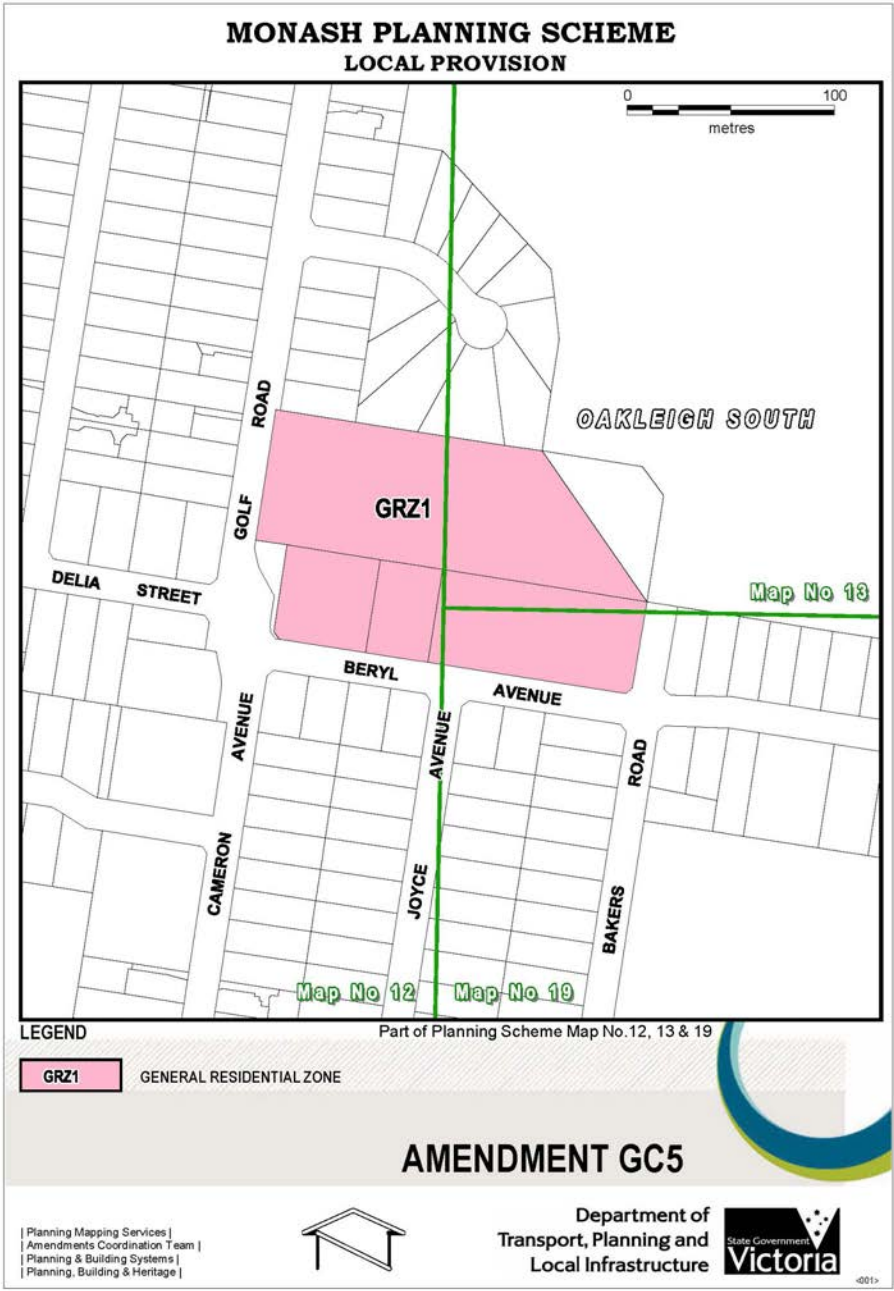 MONASH PLANNING SCHEME
LOCAL PROVISION
0 100
metres
ROAD
OAKLEIGH SOUTH
GRZ1
GOLF
DELIA STREET
Map No 13
BERYL AVENUE
AVENUE
AVENUE
ROAD
CAMERON
JOYCE
BAKERS
Map No 12
Map No 19
LEGEND
Part of Planning Scheme Map No.12, 13 & 19
GRZ1 GENERAL RESIDENTIAL ZONE
AMENDMENT GC5
| Planning Mapping Services |
| Amendments Coordination Team |
| Planning & Building Systems |
| Planning, Building & Heritage |
Department of
Transport, Planning and
Local Infrastructure
State Government
Victoria
<001>